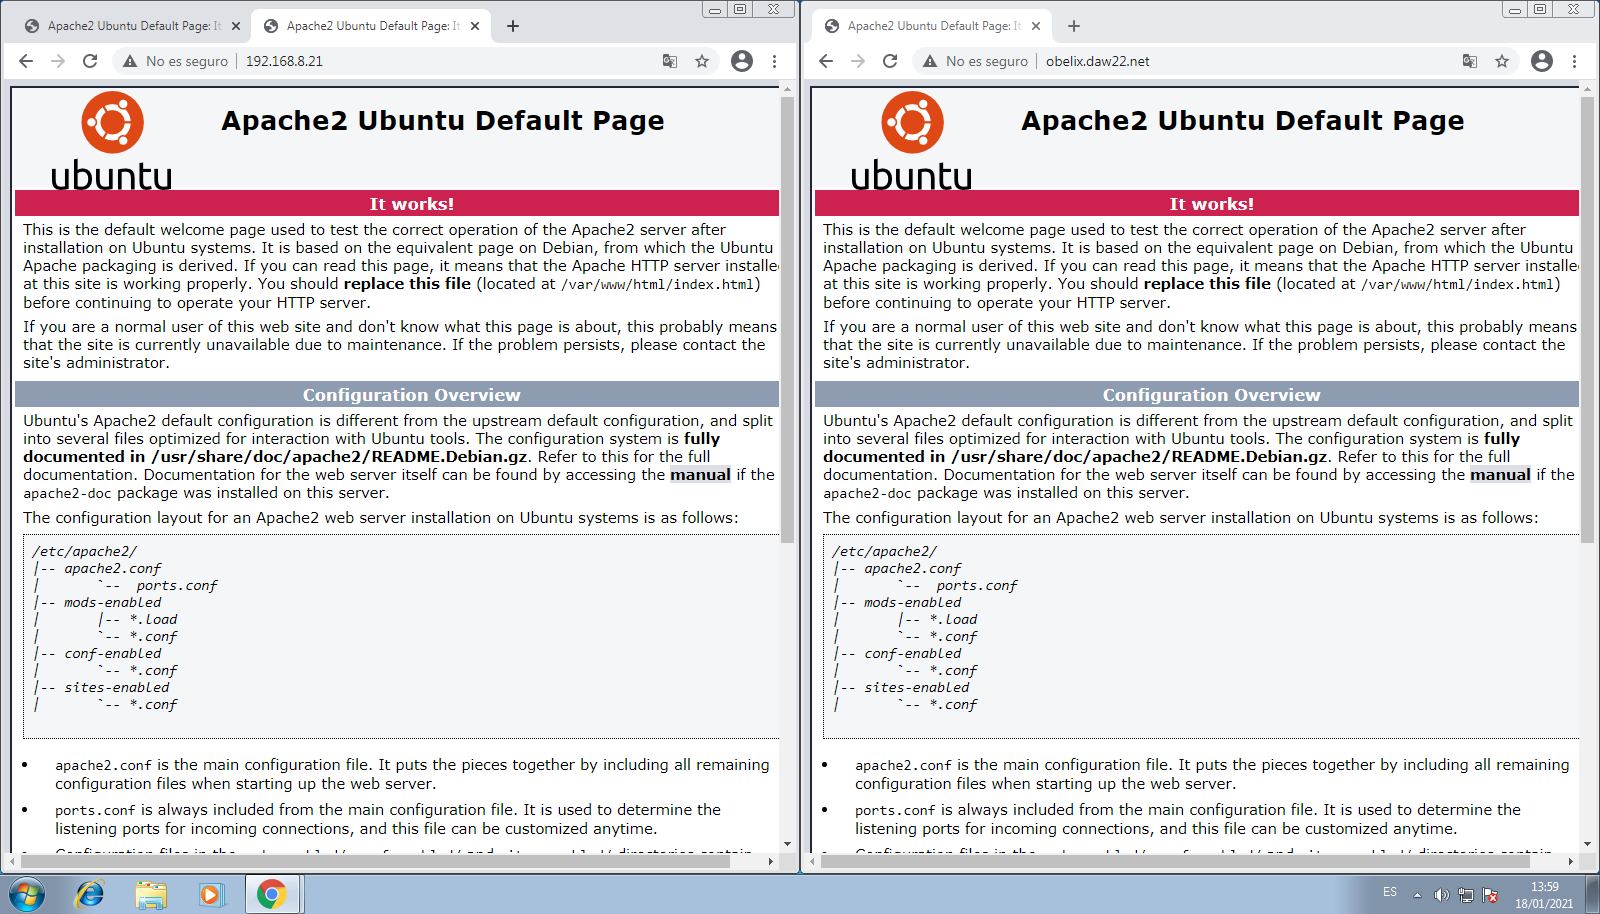 Apache2 Ubuntu Default Page: It
Apache2 Ubuntu Default Page: It
No es seguro
192.168.8.21
Apache2 Ubuntu Default Page
ubuntu
It works!
This is the default welcome page used to test the correct operation of the Apache2 server after
installation on Ubuntu systems. It is based on the equivalent page on Debian, from which the Ubuntu
Apache packaging is derived. If you can read this page, it means that the Apache HTTP server installe
at this site is working properly. You should replace this file (located at /var/www/html/index.html)
before continuing to operate your HTTP server.
If you are a normal user of this web site and don't know what this page is about, this probably means
that the site is currently unavailable due to maintenance. If the problem persists, please contact the
site's administrator.
Configuration Overview
Ubuntu's Apache2 default configuration is different from the upstream default configuration, and split
into several files optimized for interaction with Ubuntu tools. The configuration system is fully
documented in /usr/share/doc/apache2/README.Debian.gz. Refer to this for the full
documentation. Documentation for the web server itself can be found by accessing the manual if the
apache2-doc package was installed on this server.
The configuration layout for an Apache2 web server installation on Ubuntu systems is as follows:
/etc/apache2/
|-- apache2.conf
|       `--  ports.conf
|-- mods-enabled
|       |-- *.load
|       `-- *.conf
|-- conf-enabled
|       `-- *.conf
|-- sites-enabled
|       `-- *.conf
apache2.conf is the main configuration file. It puts the pieces together by including all remaining
configuration files when starting up the web server.
ports.conf is always included from the main configuration file. It is used to determine the
listening ports for incoming connections, and this file can be customized anytime.
Apache2 Ubuntu Default Page: It
No es seguro
obelix.daw22.net
Apache2 Ubuntu Default Page
ubuntu
It works!
This is the default welcome page used to test the correct operation of the Apache2 server after
installation on Ubuntu systems. It is based on the equivalent page on Debian, from which the Ubuntu
Apache packaging is derived. If you can read this page, it means that the Apache HTTP server installe
at this site is working properly. You should replace this file (located at /var/www/html/index.html)
before continuing to operate your HTTP server.
If you are a normal user of this web site and don't know what this page is about, this probably means
that the site is currently unavailable due to maintenance. If the problem persists, please contact the
site's administrator.
Configuration Overview
Ubuntu's Apache2 default configuration is different from the upstream default configuration, and split
into several files optimized for interaction with Ubuntu tools. The configuration system is fully
documented in /usr/share/doc/apache2/README.Debian.gz. Refer to this for the full
documentation. Documentation for the web server itself can be found by accessing the manual if the
apache2-doc package was installed on this server.
The configuration layout for an Apache2 web server installation on Ubuntu systems is as follows:
/etc/apache2/
|-- apache2.conf
|       `--  ports.conf
|-- mods-enabled
|       |-- *.load
|       `-- *.conf
|-- conf-enabled
|       `-- *.conf
|-- sites-enabled
|       `-- *.conf
apache2.conf is the main configuration file. It puts the pieces together by including all remaining
configuration files when starting up the web server.
ports.conf is always included from the main configuration file. It is used to determine the
listening ports for incoming connections, and this file can be customized anytime.
ES
13:59
18/01/2021